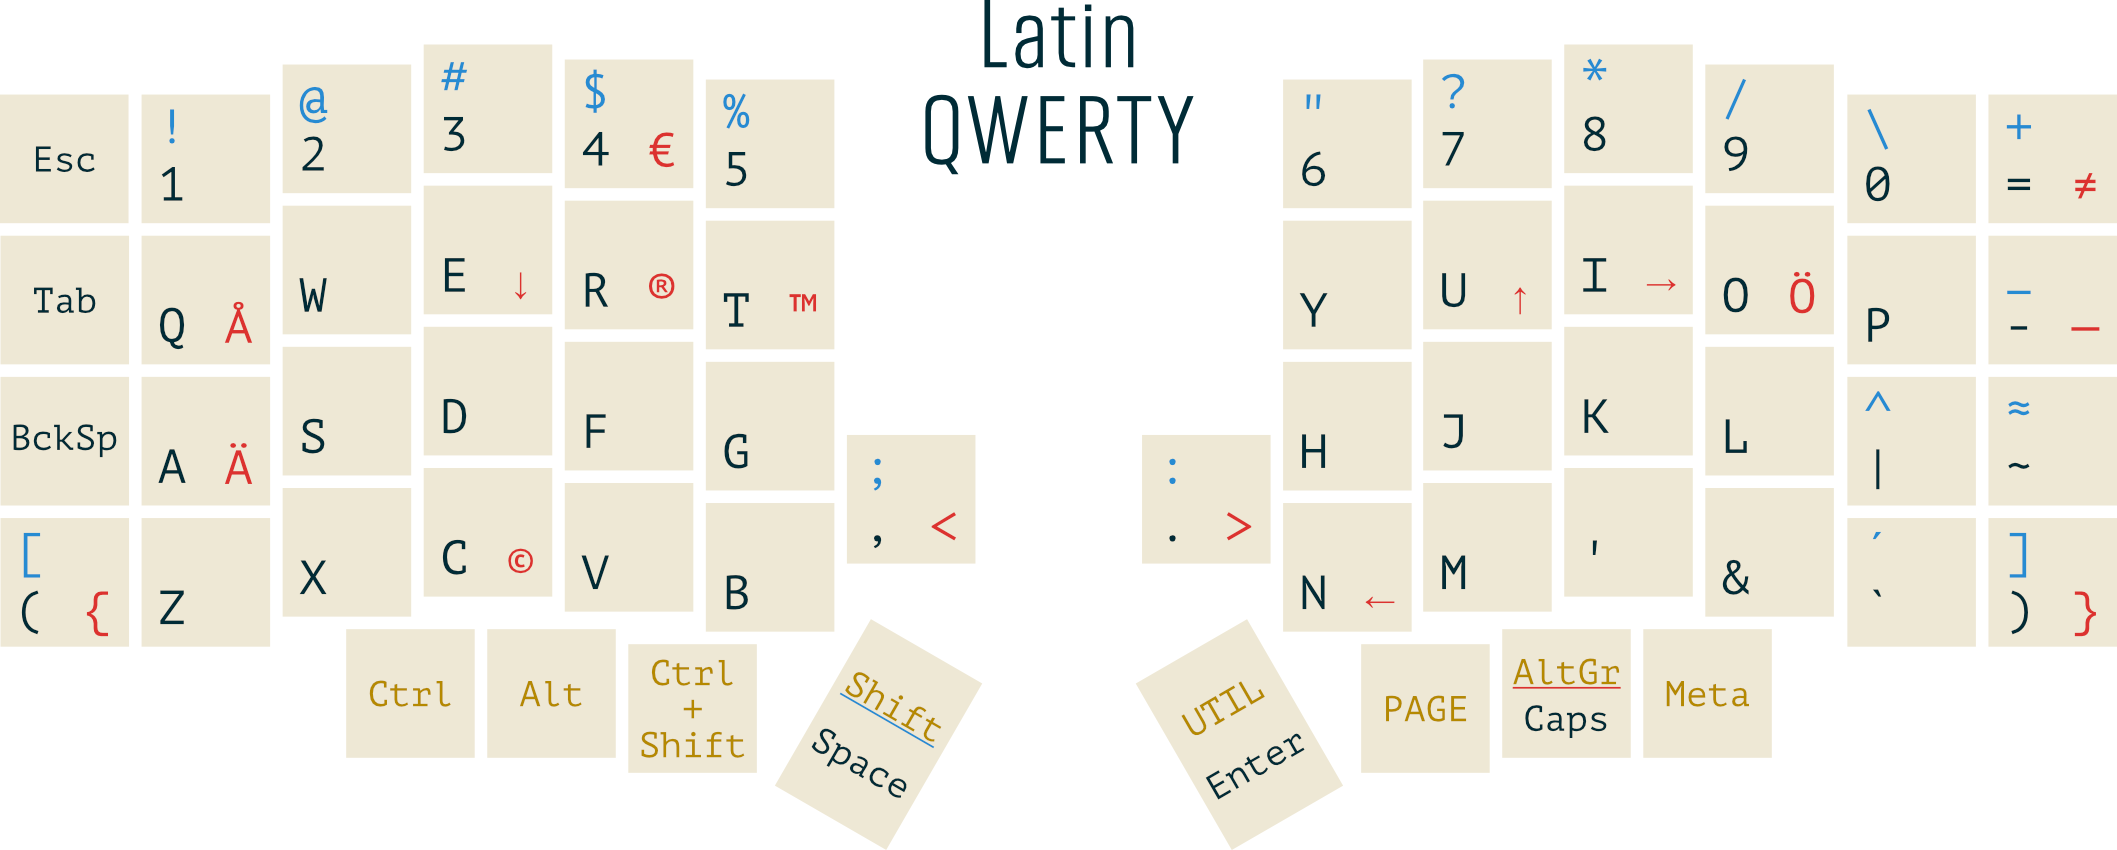 Latin
QWERTY
Esc
!
1
@
2
#
3
$
4 €
%
5
"
6
?
7
*
8
/
9
\
0
+
= ≠
Tab
Q Å
W
E ↓
R ®
T ™
Y
U ↑
I →
O Ö
P
_
- –
BckSp
A Ä
S
D
F
G
;
, <
:
. >
H
J
K
L
^
|
≈
~
[
( {
Z
X
C ©
V
B
N ←
M
'
&
´
`
]
) }
Ctrl
Alt
Ctrl
+
Shift
Shift
Space
UTIL
Enter
PAGE
AltGr
Caps
Meta